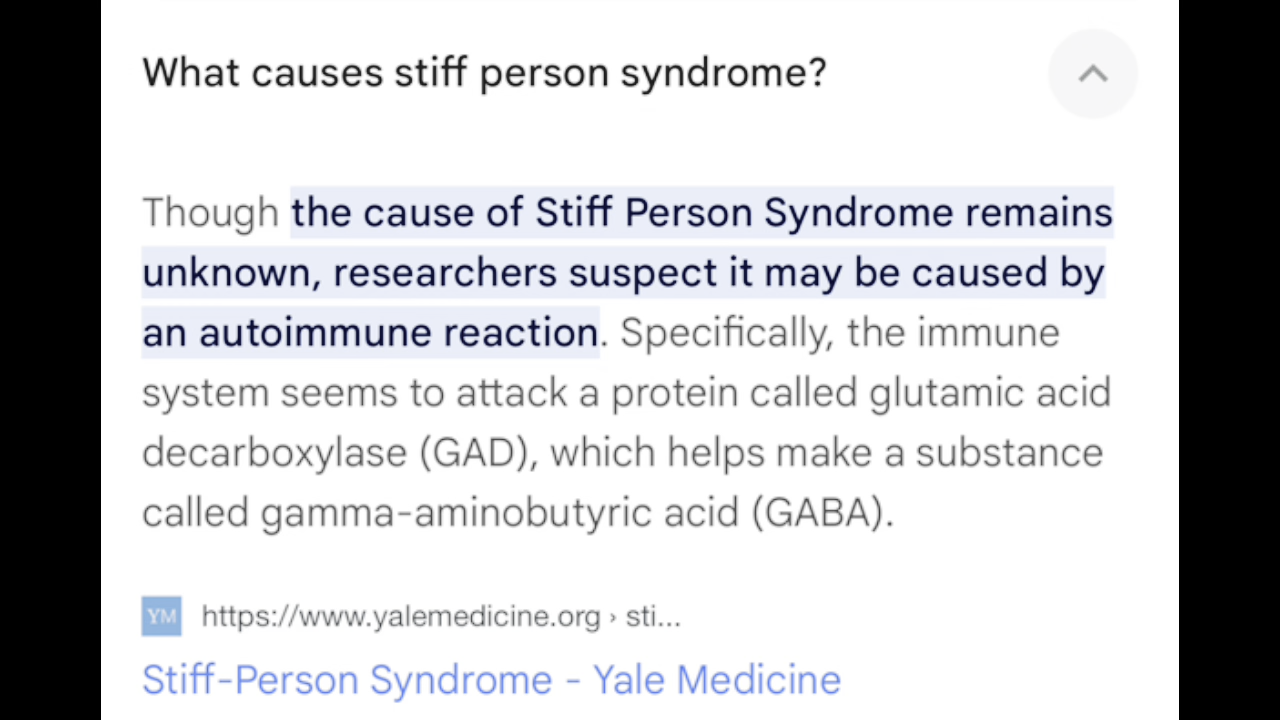 What causes stiff person syndrome?
Though the cause of Stiff Person Syndrome remains
unknown, researchers suspect it may be caused by
an autoimmune reaction. Specifically, the immune
system seems to attack a protein called glutamic acid
decarboxylase (GAD), which helps make a substance
called gamma-aminobutyric acid (GABA).
YM https://www.yalemedicine.org › sti...
Stiff-Person Syndrome - Yale Medicine